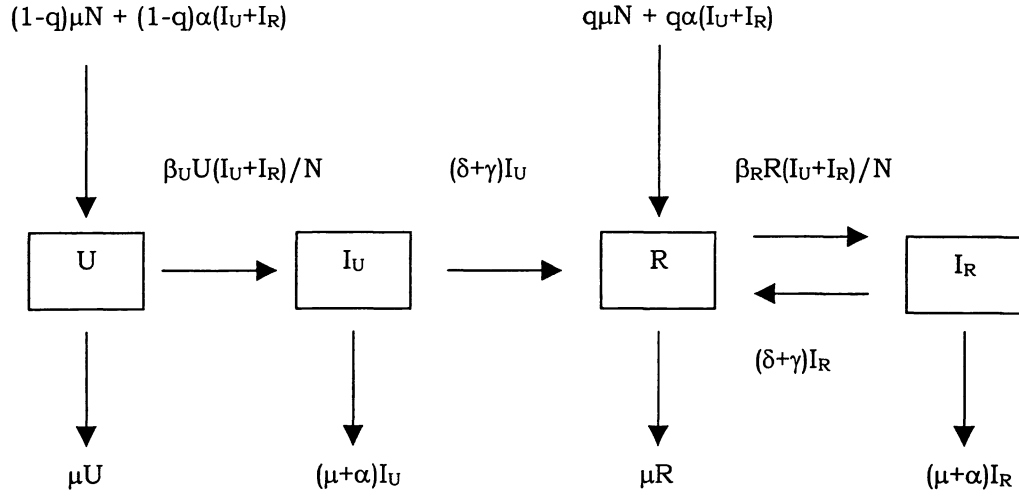 (1-q)μN + (1-q)α(I_U+I_R)
qμN + qα(I_U+I_R)
β_U U(I_U+I_R)/N
(δ+γ)I_U
β_R R(I_U+I_R)/N
U
I_U
R
I_R
(δ+γ)I_R
μU
(μ+α)I_U
μR
(μ+α)I_R